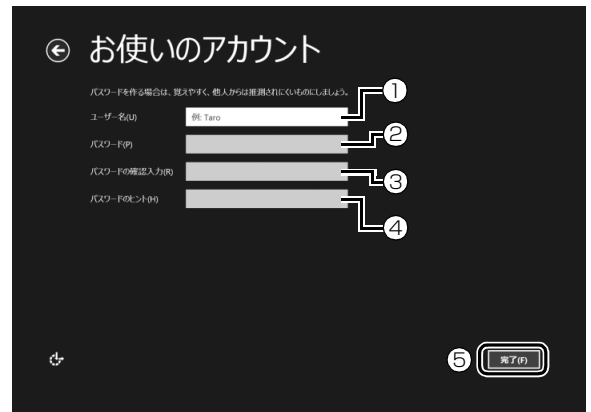 お使いのアカウント
パスワードを作る場合は、覚えやすく、他人からは推測されにくいものにしましょう。
①
ユーザー名(U) 例: Taro
②
パスワード(P)
パスワードの確認入力(R)
③
パスワードのヒント(H)
④
⑤ 完了(F)